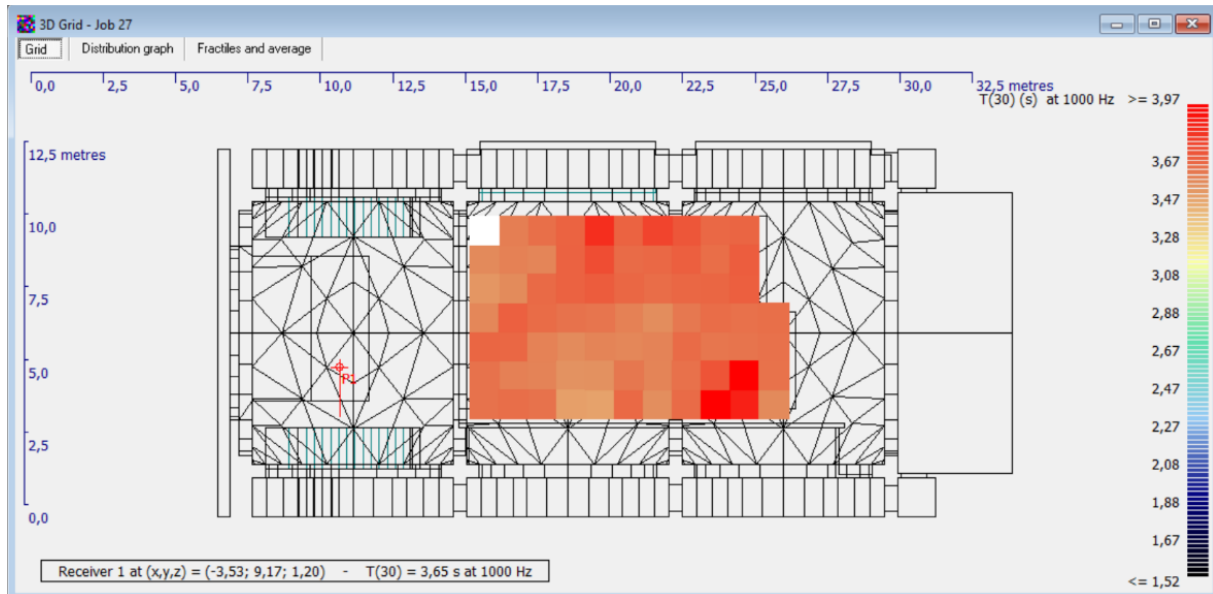 3D Grid - Job 27
Grid Distribution graph Fractiles and average
0,0 2,5 5,0 7,5 10,0 12,5 15,0 17,5 20,0 22,5 25,0 27,5 30,0 32,5 metres
T(30) (s) at 1000 Hz >= 3,97
12,5 metres
3,67
3,47
10,0
3,28
3,08
7,5
2,88
2,67
5,0
P1
2,47
2,27
2,5
2,08
1,88
0,0
1,67
Receiver 1 at (x,y,z) = (-3,53; 9,17; 1,20) - T(30) = 3,65 s at 1000 Hz
<= 1,52